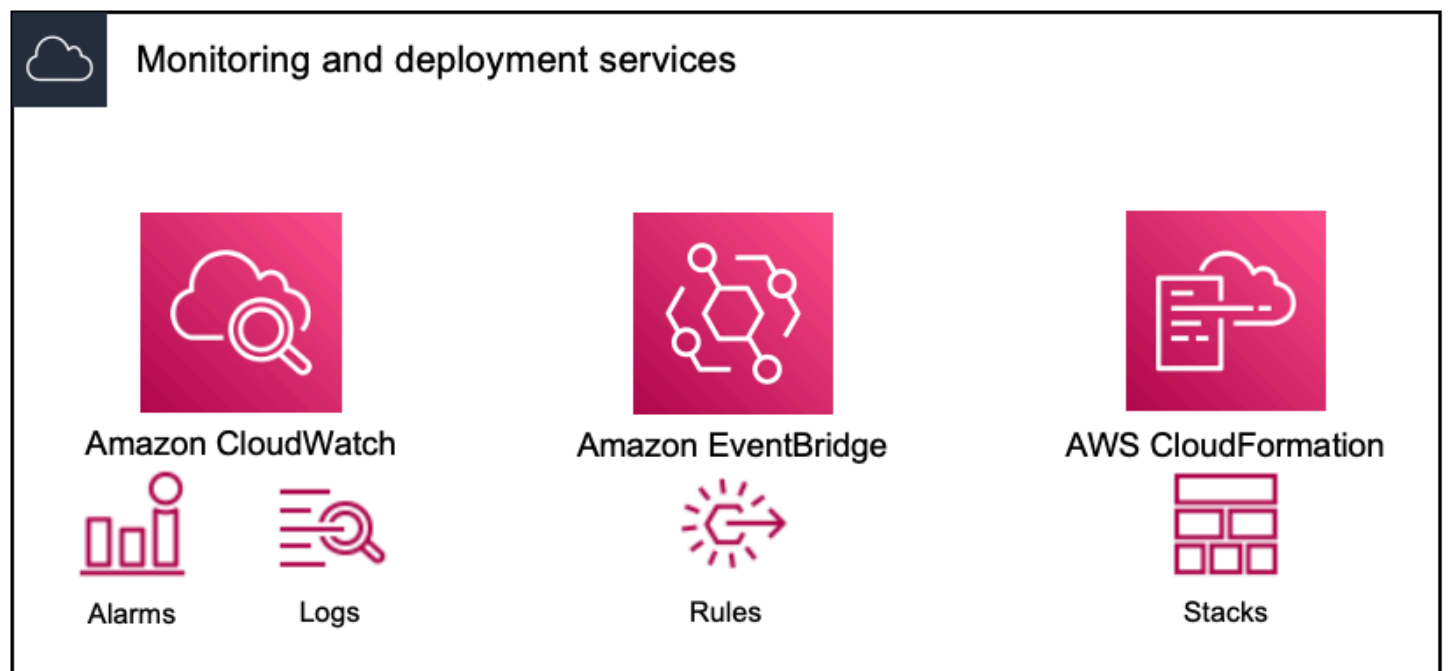 Monitoring and deployment services
Amazon CloudWatch
Amazon EventBridge
AWS CloudFormation
Alarms
Logs
Rules
Stacks